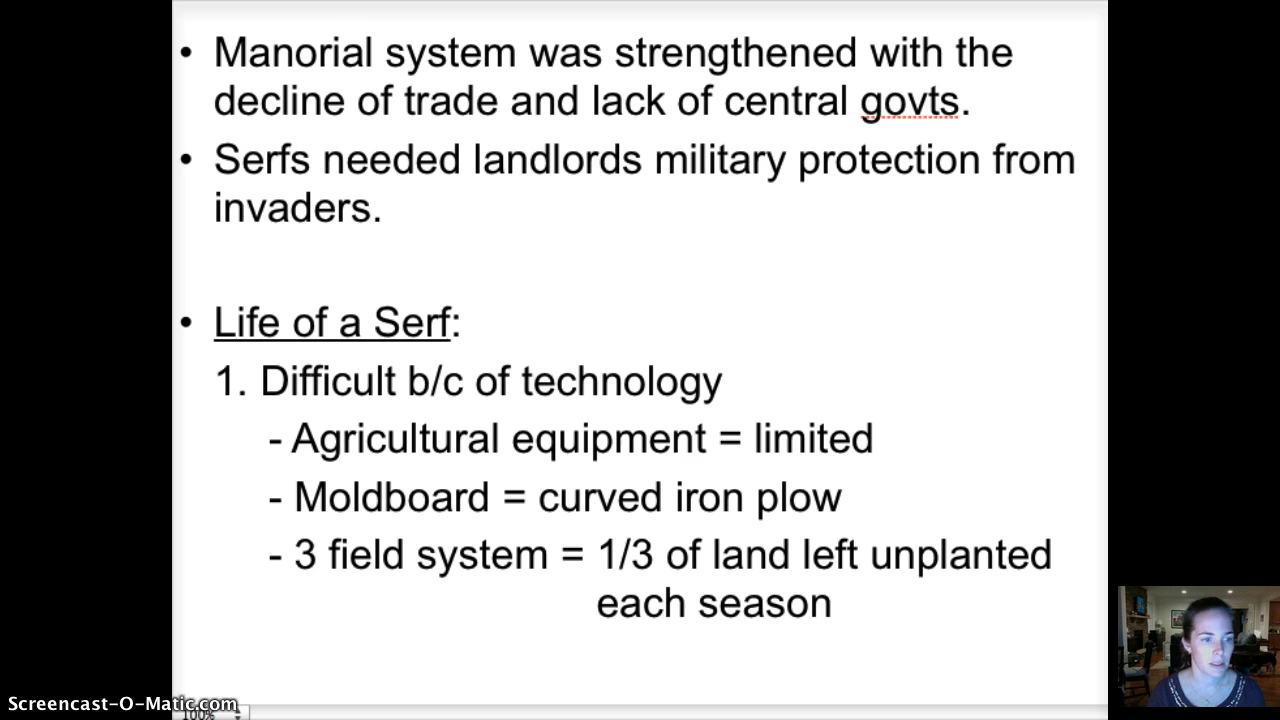 • Manorial system was strengthened with the
decline of trade and lack of central govts.
• Serfs needed landlords military protection from
invaders.
• Life of a Serf:
1. Difficult b/c of technology
- Agricultural equipment = limited
- Moldboard = curved iron plow
- 3 field system = 1/3 of land left unplanted
each season
Screencast-O-Matic.com
100%